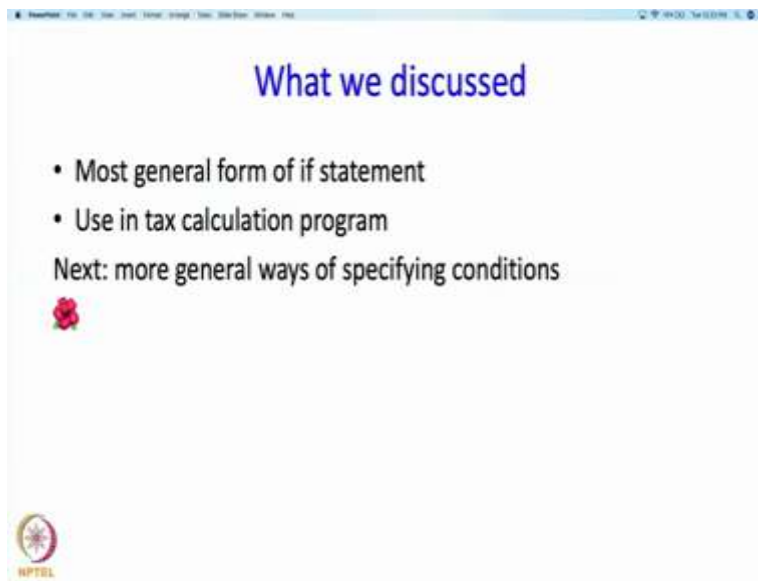 PowerPoint
What we discussed
• Most general form of if statement
• Use in tax calculation program
Next: more general ways of specifying conditions
NPTEL